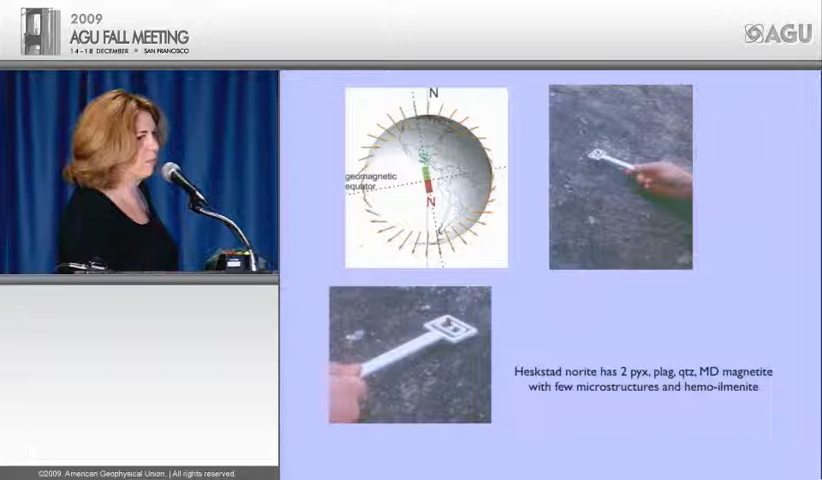 2009
AGU FALL MEETING
14-18 DECEMBER • SAN FRANCISCO
AGU
N
geomagnetic
equator
S
N
Heskstad norite has 2 pyx, plag, qtz, MD magnetite
with few microstructures and hemo-ilmenite
©2009. American Geophysical Union. | All rights reserved.